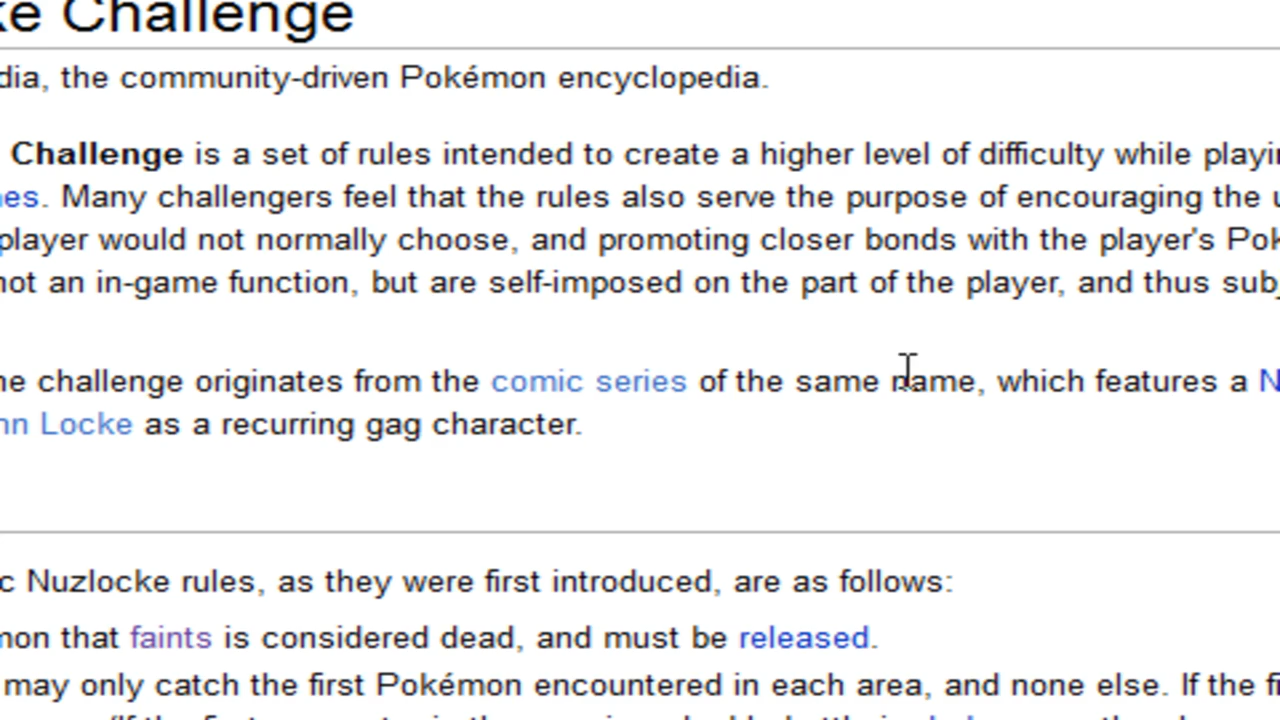 ke Challenge
dia, the community-driven Pokémon encyclopedia.
Challenge is a set of rules intended to create a higher level of difficulty while playin
nes. Many challengers feel that the rules also serve the purpose of encouraging the u
player would not normally choose, and promoting closer bonds with the player's Pok
not an in-game function, but are self-imposed on the part of the player, and thus subj
he challenge originates from the comic series of the same name, which features a N
hn Locke as a recurring gag character.
c Nuzlocke rules, as they were first introduced, are as follows:
mon that faints is considered dead, and must be released.
may only catch the first Pokémon encountered in each area, and none else. If the fi